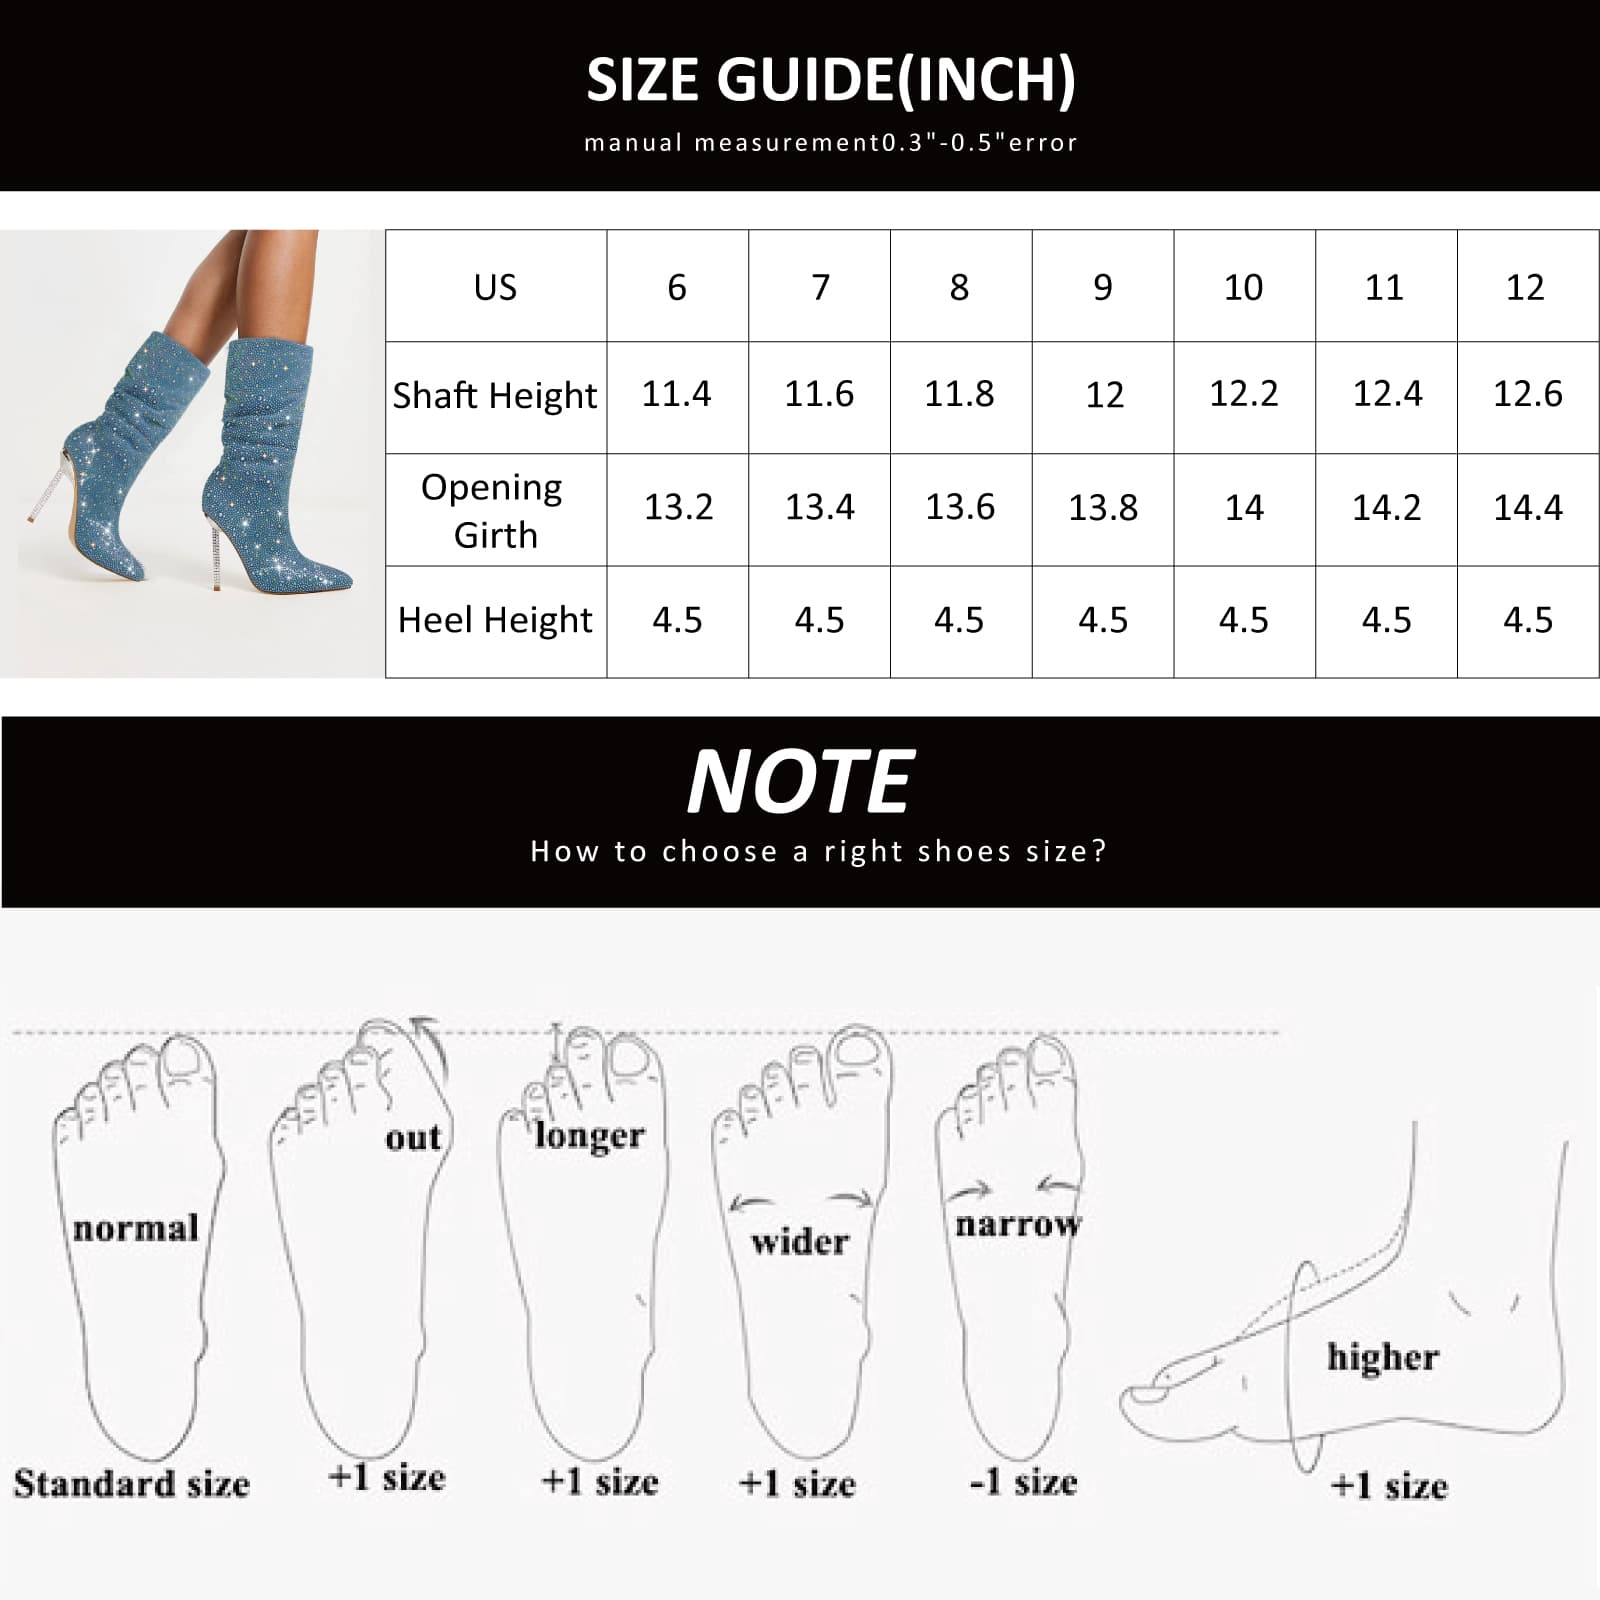 SIZE GUIDE(INCH)
manual measurement0.3"-0.5"error
US 6 7 8 9 10 11 12
Shaft Height 11.4 11.6 11.8 12 12.2 12.4 12.6
Opening
Girth 13.2 13.4 13.6 13.8 14 14.2 14.4
Heel Height 4.5 4.5 4.5 4.5 4.5 4.5 4.5
NOTE
How to choose a right shoes size?
normal out longer wider narrow higher
Standard size +1 size +1 size +1 size -1 size +1 size